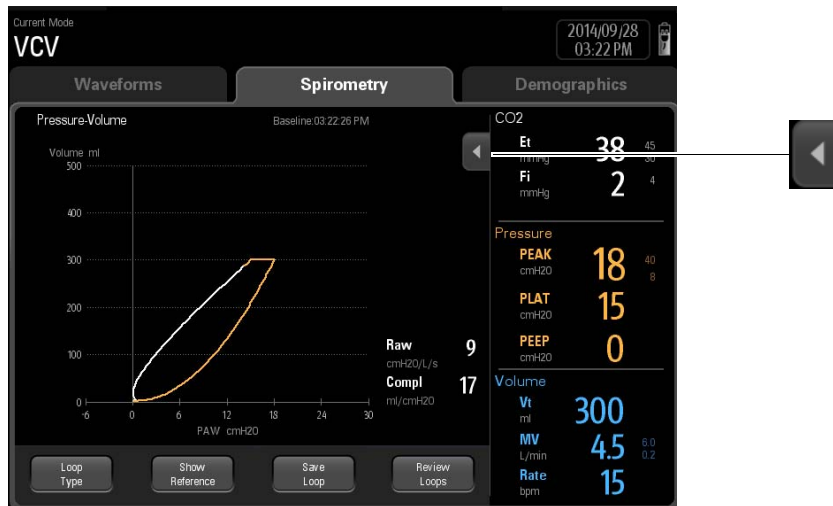 Current Mode
VCV
2014/09/28
03:22 PM
Waveforms
Spirometry
Demographics
Pressure-Volume
Baseline:03:22:26 PM
Volume ml
500
400
300
200
100
0
-6 0 6 12 18 24 30
PAW cmH2O
Raw 9
cmH2O/L/s
Compl 17
ml/cmH2O
Loop
Type
Show
Reference
Save
Loop
Review
Loops
CO2
Et 38 45
mmHg 30
Fi 2 4
mmHg
Pressure
PEAK 18 40
cmH2O 8
PLAT 15
cmH2O
PEEP 0
cmH2O
Volume
Vt 300
ml
MV 4.5 6.0
L/min 0.2
Rate 15
bpm